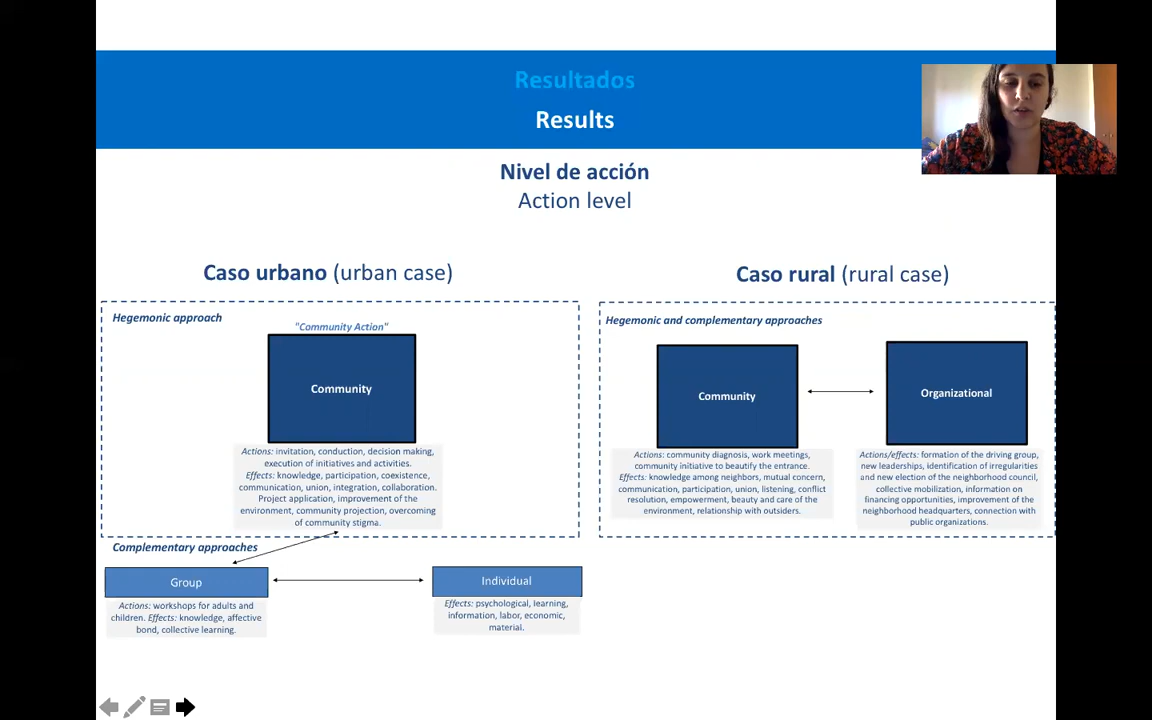 Resultados
Results
Nivel de acción
Action level
Caso urbano (urban case)
Hegemonic approach
"Community Action"
Community
Actions: invitation, conduction, decision making,
execution of initiatives and activities.
Effects: knowledge, participation, coexistence,
communication, union, integration, collaboration.
Project application, improvement of the
environment, community projection, overcoming
of community stigma.
Complementary approaches
Group
Actions: workshops for adults and
children. Effects: knowledge, affective
bond, collective learning.
Individual
Effects: psychological, learning,
information, labor, economic,
material.
Caso rural (rural case)
Hegemonic and complementary approaches
Community
Actions: community diagnosis, work meetings,
community initiative to beautify the entrance.
Effects: knowledge among neighbors, mutual concern,
communication, participation, union, listening, conflict
resolution, empowerment, beauty and care of the
environment, relationship with outsiders.
Organizational
Actions/effects: formation of the driving group,
new leaderships, identification of irregularities
and new election of the neighborhood council,
collective mobilization, information on
financing opportunities, improvement of the
neighborhood headquarters, connection with
public organizations.